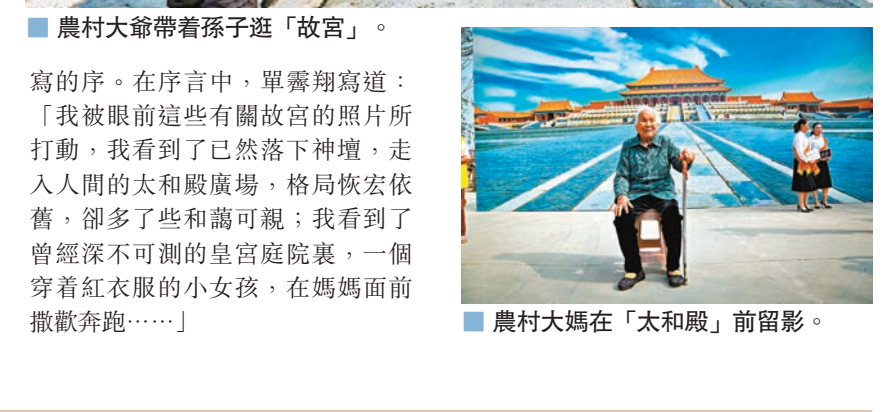 ■ 農村大爺帶着孫子逛「故宮」。
寫的序。在序言中，單霽翔寫道：
「我被眼前這些有關故宮的照片所
打動，我看到了已然落下神壇，走
入人間的太和殿廣場，格局恢宏依
舊，卻多了些和藹可親；我看到了
曾經深不可測的皇宮庭院裏，一個
穿着紅衣服的小女孩，在媽媽面前
撒歡奔跑……」
■ 農村大媽在「太和殿」前留影。